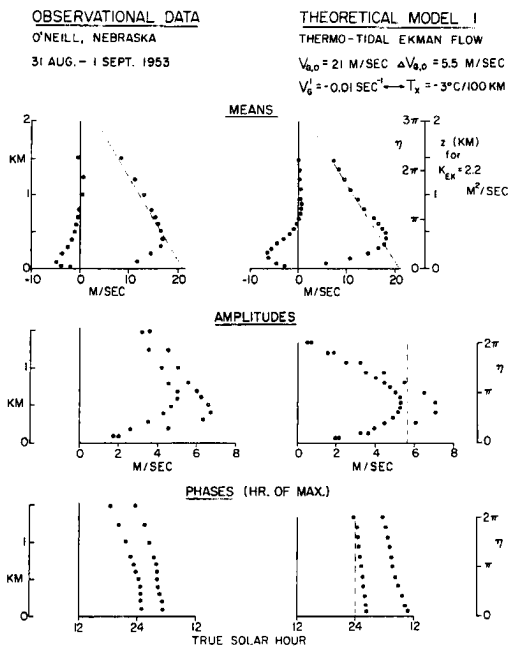 OBSERVATIONAL DATA
O'NEILL, NEBRASKA
31 AUG. – 1 SEPT. 1953
THEORETICAL MODEL I
THERMO-TIDAL EKMAN FLOW
V_G,O = 21 M/SEC ΔV_G,O = 5.5 M/SEC
V_G^I = -0.01 SEC^-1 ↔ T_X = -3°C/100 KM
MEANS
2
KM
1
0
-10 0 10 20
M/SEC
-10 0 10 20
M/SEC
3π
η
2π
π
0
2
z (KM)
for
K_EK = 2.2
M²/SEC
1
0
AMPLITUDES
1
KM
0
0 2 4 6 8
M/SEC
0 2 4 6 8
M/SEC
2π
η
π
0
PHASES (HR. OF MAX.)
1
KM
0
12 24 12
12 24 12
2π
η
π
0
TRUE SOLAR HOUR